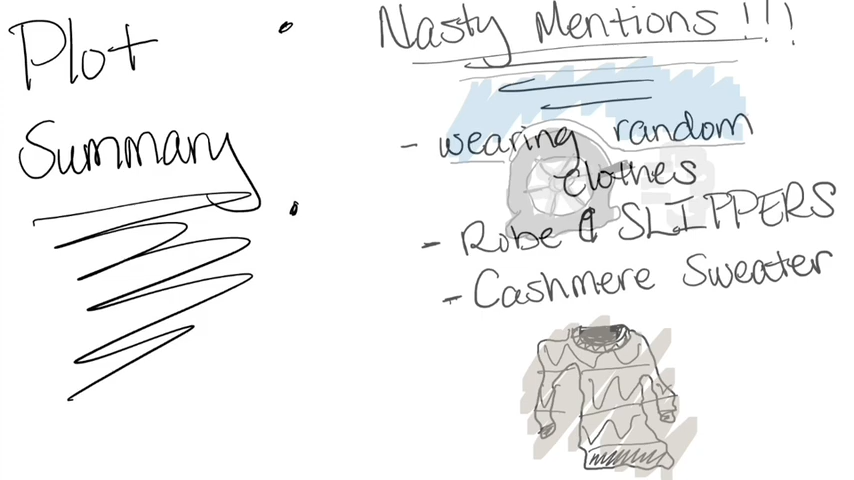 Plot
Summary
Nasty Mentions !!!
- wearing random
clothes
- Robe & SLIPPERS
- Cashmere Sweater